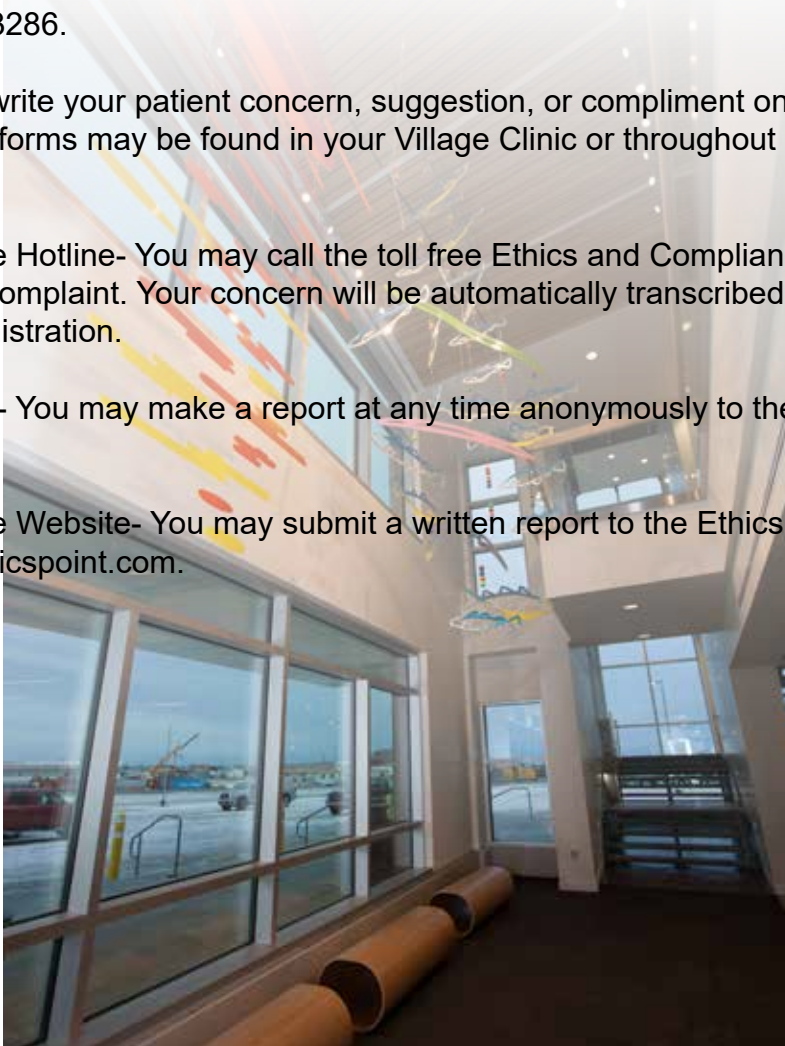 3286.
write your patient concern, suggestion, or compliment on
forms may be found in your Village Clinic or throughout
e Hotline- You may call the toll free Ethics and Complian
omplaint. Your concern will be automatically transcribed
istration.
- You may make a report at any time anonymously to the
e Website- You may submit a written report to the Ethics
icspoint.com.